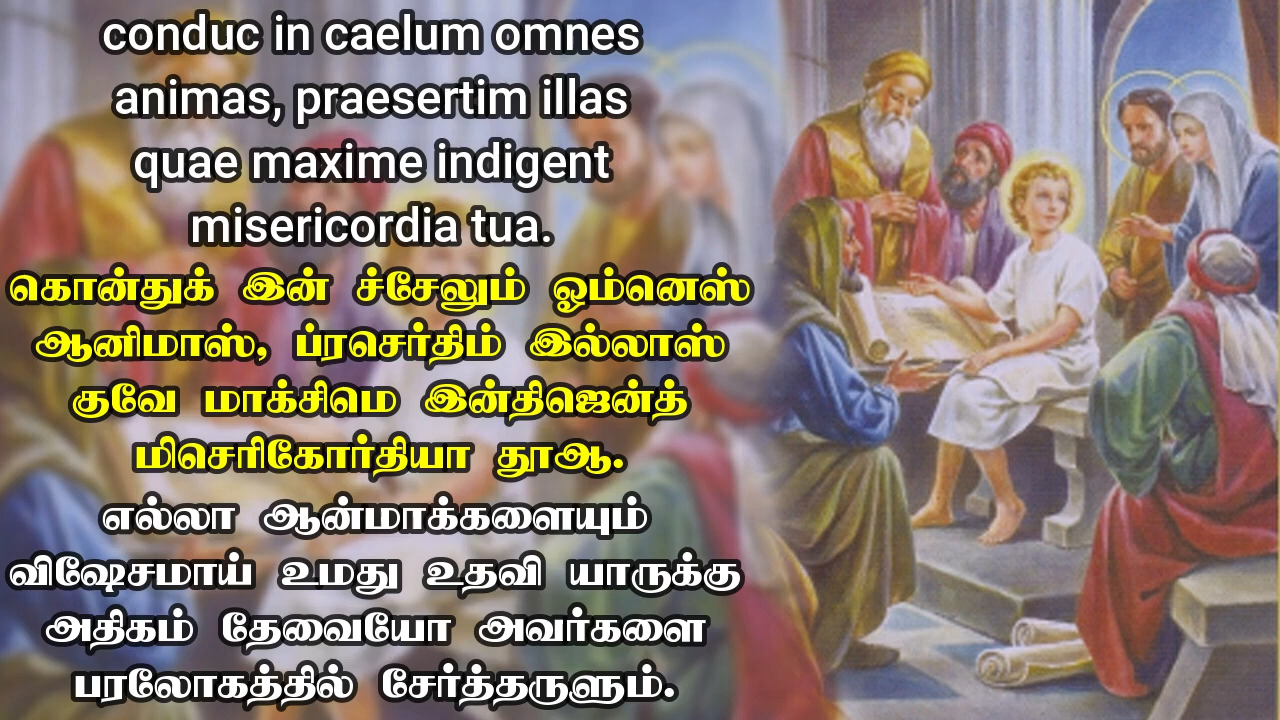 conduc in caelum omnes
animas, praesertim illas
quae maxime indigent
misericordia tua.
கொன்துக் இன் ச்சேலும் ஓம்னெஸ்
ஆனிமாஸ், ப்ரசெர்திம் இல்லாஸ்
குவே மாக்சிமெ இன்திஜென்த்
மிசெரிகோர்தியா தூஆ.
எல்லா ஆன்மாக்களையும்
விஷேசமாய் உமது உதவி யாருக்கு
அதிகம் தேவையோ அவர்களை
பரலோகத்தில் சேர்த்தருளும்.